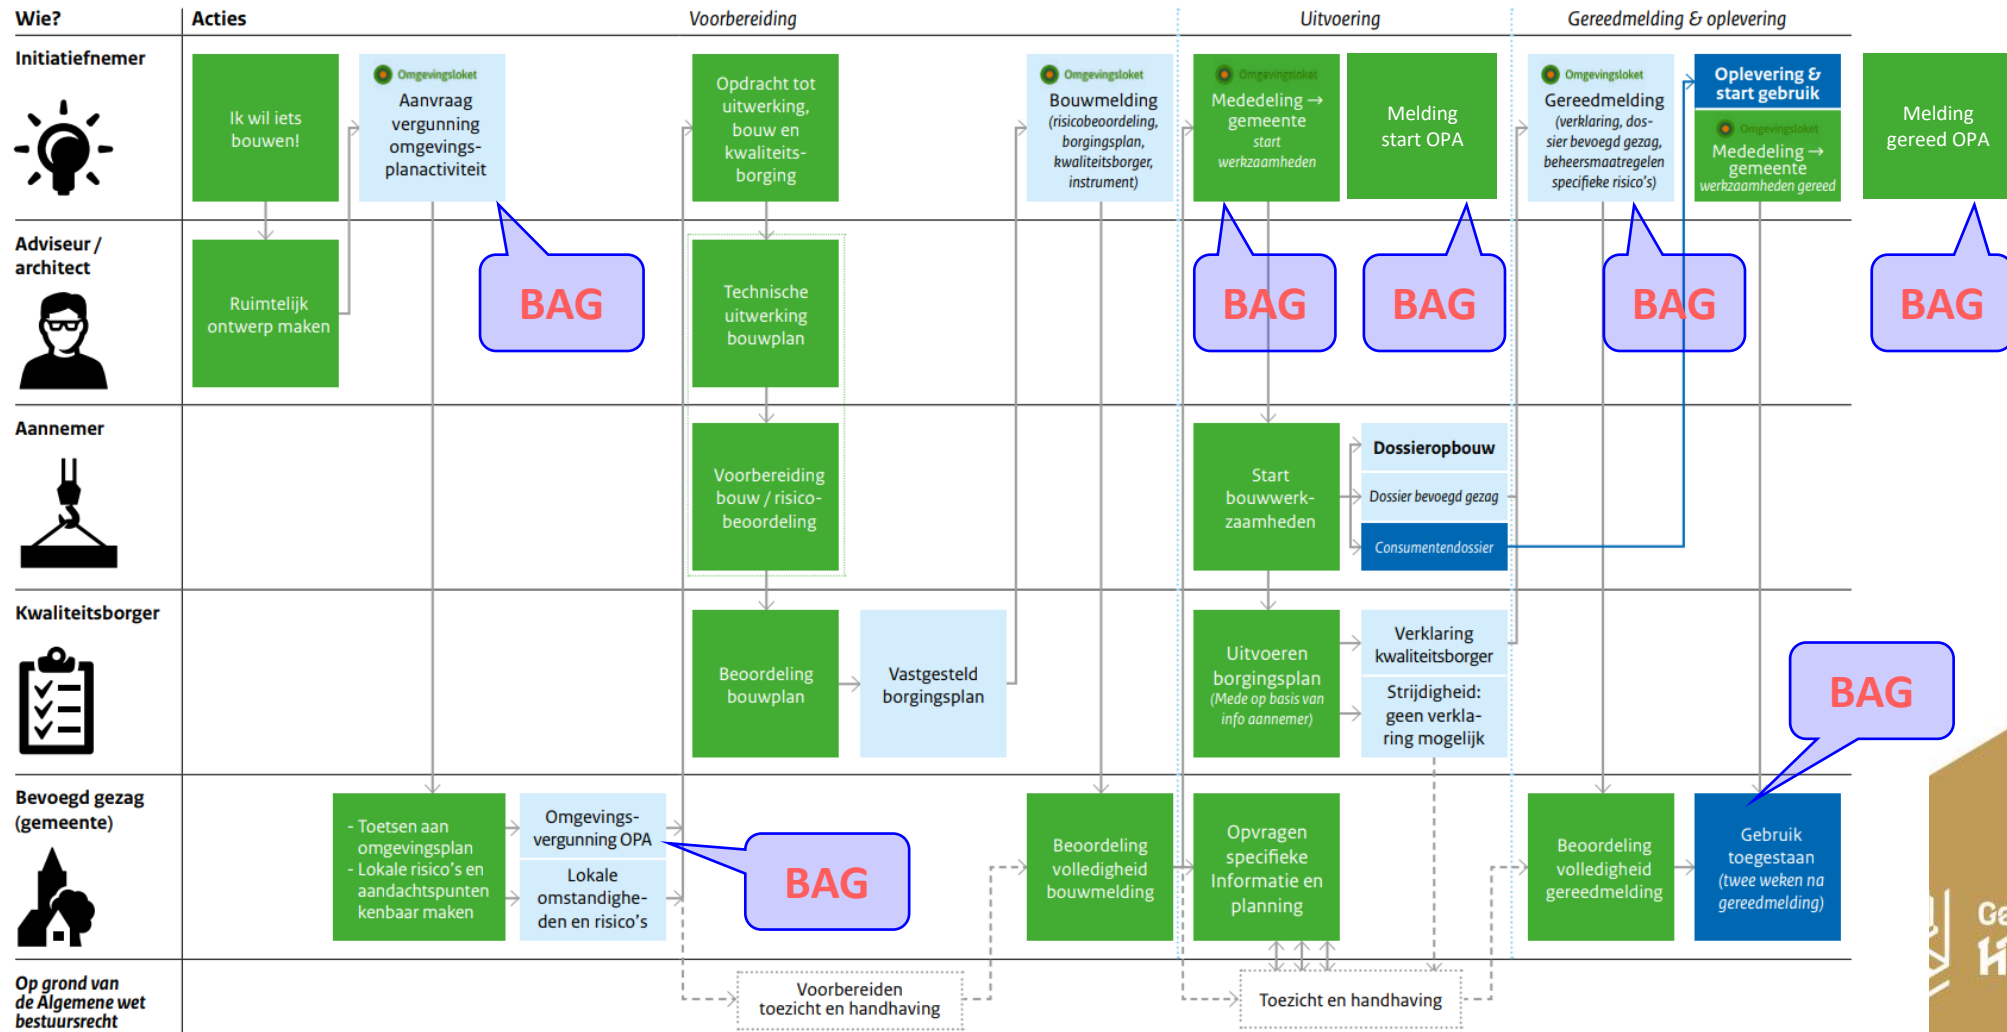 Wie?
Acties
Voorbereiding
Uitvoering
Gereedmelding & oplevering
Initiatiefnemer
Ik wil iets
bouwen!
Omgevingsloket
Aanvraag
vergunning
omgevings-
planactiviteit
Opdracht tot
uitwerking,
bouw en
kwaliteits-
borging
Omgevingsloket
Bouwmelding
(risicobeoordeling,
borgingsplan,
kwaliteitsborger,
instrument)
Omgevingsloket
Mededeling →
gemeente
start
werkzaamheden
Melding
start OPA
Omgevingsloket
Gereedmelding
(verklaring, dos-
sier bevoegd gezag,
beheersmaatregelen
specifieke risico's)
Oplevering &
start gebruik
Omgevingsloket
Mededeling →
gemeente
werkzaamheden gereed
Melding
gereed OPA
Adviseur /
architect
Ruimtelijk
ontwerp maken
BAG
Technische
uitwerking
bouwplan
BAG
BAG
BAG
BAG
Aannemer
Voorbereiding
bouw / risico-
beoordeling
Start
bouwwerk-
zaamheden
Dossieropbouw
Dossier bevoegd gezag
Consumentendossier
Kwaliteitsborger
Beoordeling
bouwplan
Vastgesteld
borgingsplan
Uitvoeren
borgingsplan
(Mede op basis van
info aannemer)
Verklaring
kwaliteitsborger
Strijdigheid:
geen verkla-
ring mogelijk
BAG
Bevoegd gezag
(gemeente)
- Toetsen aan
omgevingsplan
- Lokale risico's en
aandachtspunten
kenbaar maken
Omgevings-
vergunning OPA
Lokale
omstandighe-
den en risico's
BAG
Beoordeling
volledigheid
bouwmelding
Opvragen
specifieke
Informatie en
planning
Beoordeling
volledigheid
gereedmelding
Gebruik
toegestaan
(twee weken na
gereedmelding)
Op grond van
de Algemene wet
bestuursrecht
Voorbereiden
toezicht en handhaving
Toezicht en handhaving